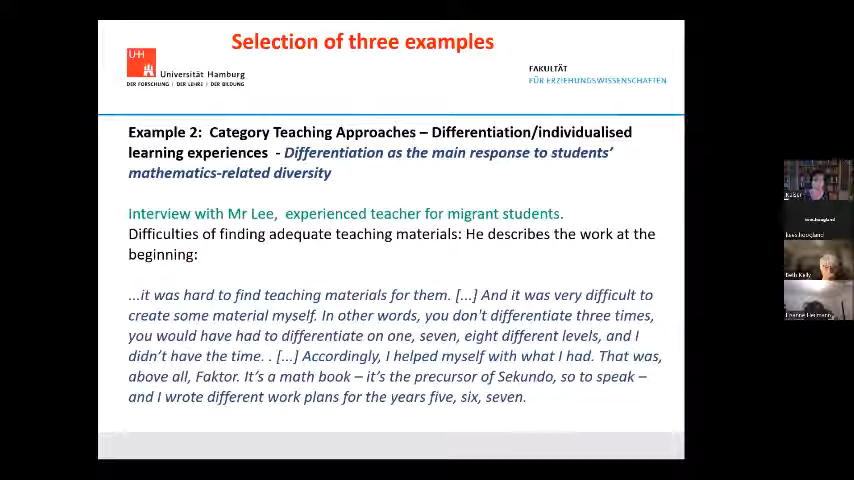 Selection of three examples
UH
Universität Hamburg
DER FORSCHUNG | DER LEHRE | DER BILDUNG
FAKULTÄT
FÜR ERZIEHUNGSWISSENSCHAFTEN
Example 2:  Category Teaching Approaches – Differentiation/individualised
learning experiences  - Differentiation as the main response to students’
mathematics-related diversity
Interview with Mr Lee,  experienced teacher for migrant students.
Difficulties of finding adequate teaching materials: He describes the work at the
beginning:
...it was hard to find teaching materials for them. [...] And it was very difficult to
create some material myself. In other words, you don't differentiate three times,
you would have had to differentiate on one, seven, eight different levels, and I
didn’t have the time. . [...] Accordingly, I helped myself with what I had. That was,
above all, Faktor. It’s a math book – it’s the precursor of Sekundo, so to speak –
and I wrote different work plans for the years five, six, seven.
Kaiser
kees hoogland
kees hoogland
Beth Kelly